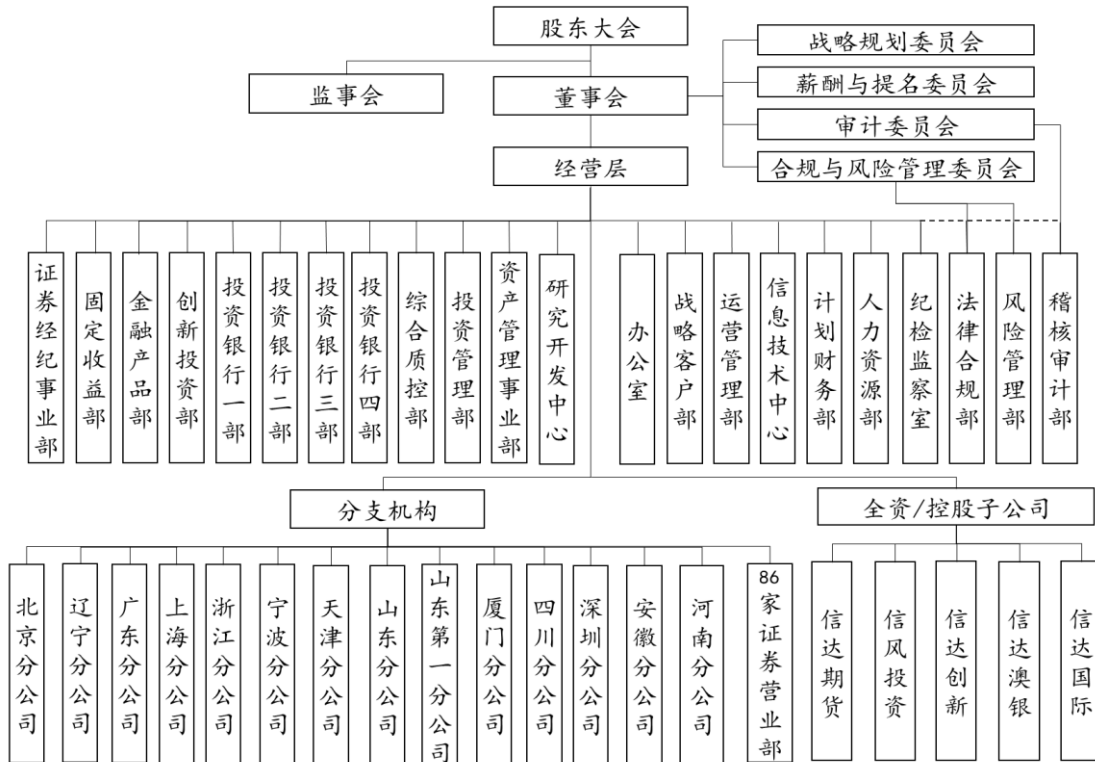 股东大会
战略规划委员会
监事会
董事会
薪酬与提名委员会
审计委员会
经营层
合规与风险管理委员会
证券经纪事业部
固定收益部
金融产品部
创新投资部
投资银行一部
投资银行二部
投资银行三部
投资银行四部
综合质控部
投资管理部
资产管理事业部
研究开发中心
办公室
战略客户部
运营管理部
信息技术中心
计划财务部
人力资源部
纪检监察室
法律合规部
风险管理部
稽核审计部
分支机构
全资/控股子公司
北京分公司
辽宁分公司
广东分公司
上海分公司
浙江分公司
宁波分公司
天津分公司
山东分公司
山东第一分公司
厦门分公司
四川分公司
深圳分公司
安徽分公司
河南分公司
86家证券营业部
信达期货
信风投资
信达创新
信达澳银
信达国际